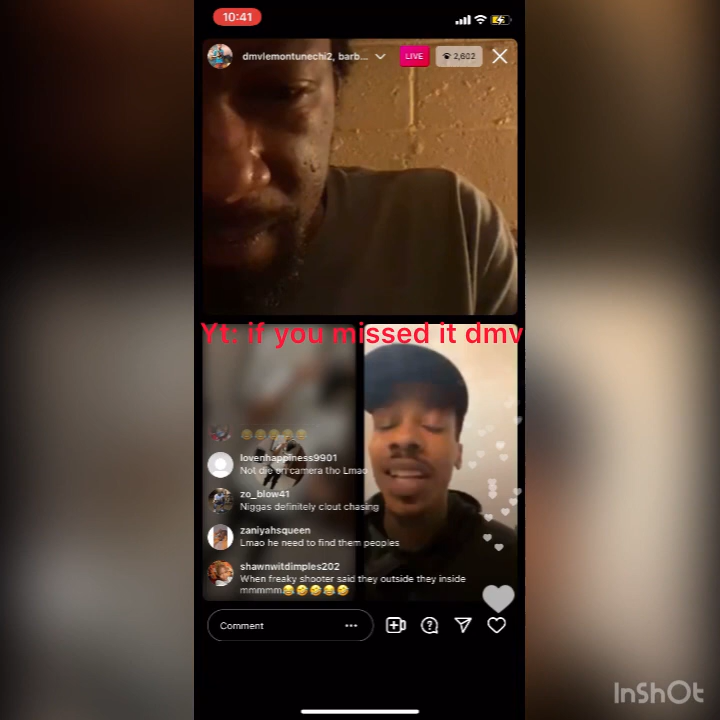 10:41
dmvlemontunechi2, barb...
LIVE
2,602
Yt: if you missed it dmv
😂😂😂😂😂
lovenhappiness9901
Not die on camera tho Lmao
zo_blow41
Niggas definitely clout chasing
zaniyahsqueen
Lmao he need to find them peoples
shawnwitdimples202
When freaky shooter said they outside they inside
mmmmm😂🤣🤣😂🤣
Comment
InShOt